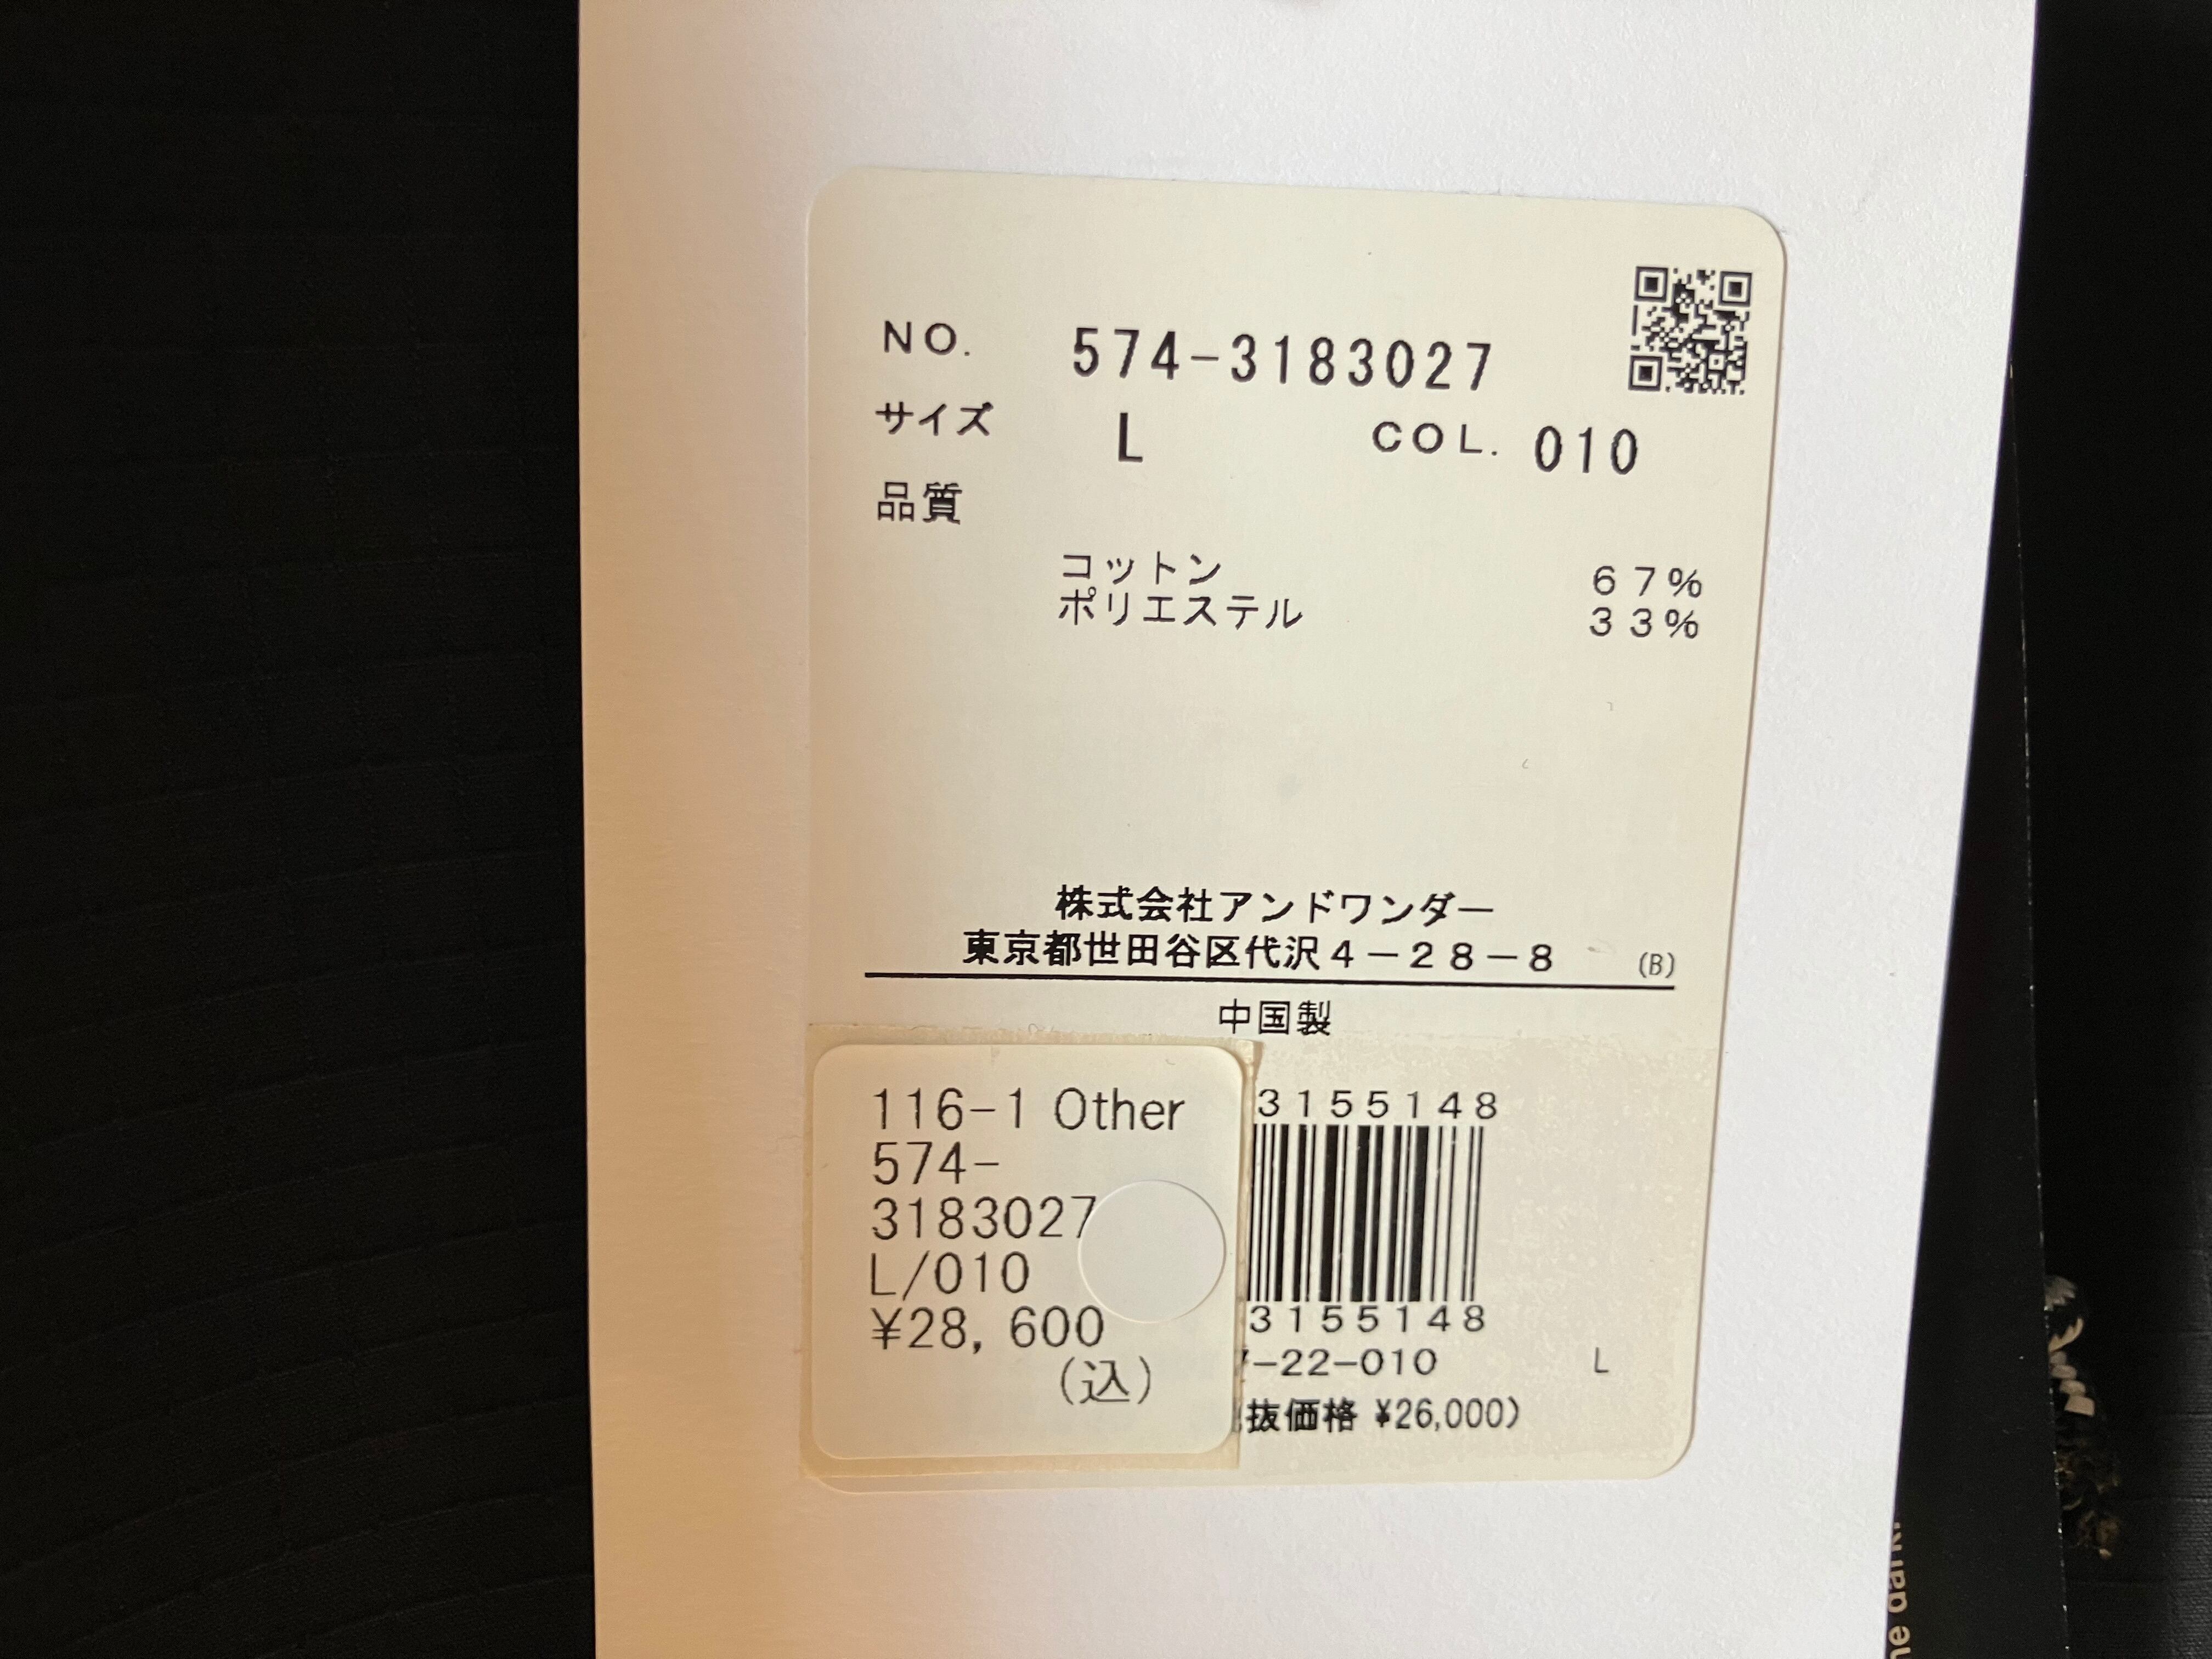 NO. 574-3183027
サイズ L COL. 010
品質
コットン 67%
ポリエステル 33%
株式会社アンドワンダー
東京都世田谷区代沢4-28-8 (B)
中国製
116-1 Other
574-
3183027
L/010
¥28,600
(込)
3155148
3155148
-22-010 L
抜価格 ¥26,000)